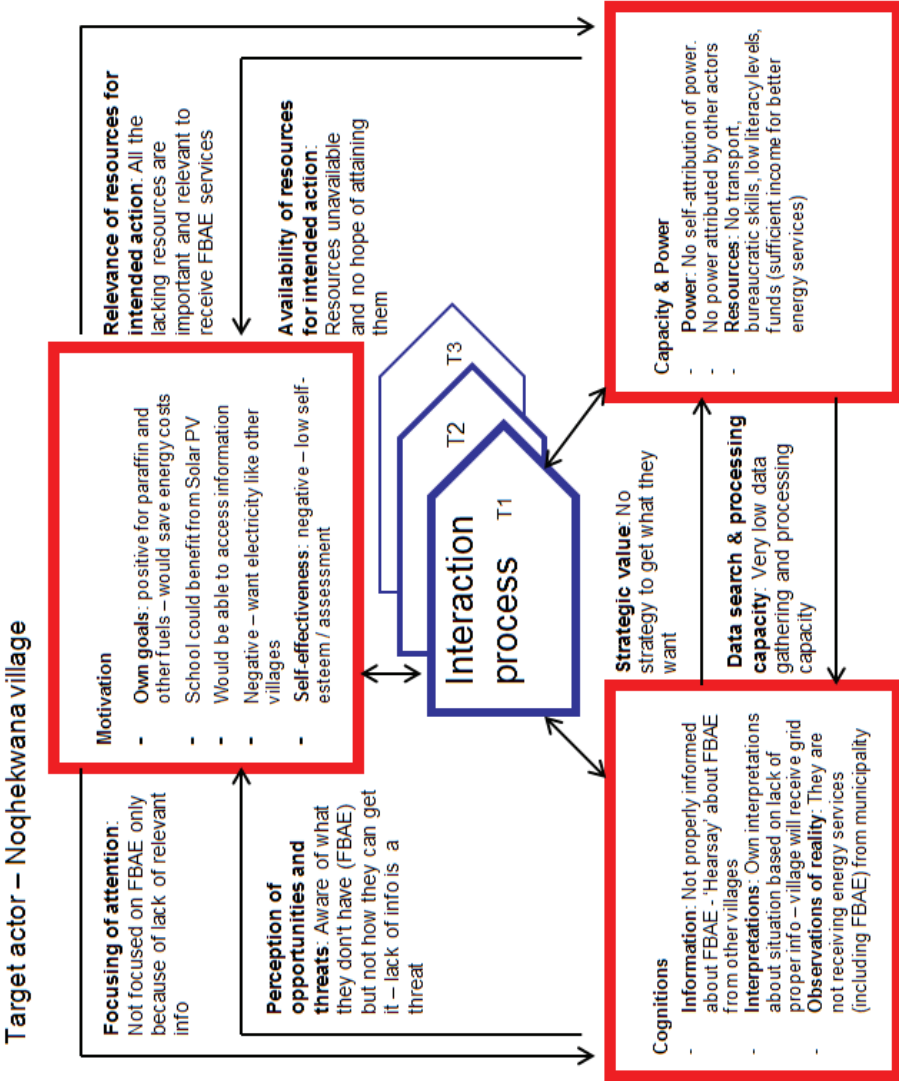 Target actor – Noqhekwana village
Focusing of attention:
Not focused on FBAE only
because of lack of relevant
info
Perception of
opportunities and
threats: Aware of what
they don't have (FBAE)
but not how they can get
it – lack of info is a
threat
Motivation
- Own goals: positive for paraffin and
other fuels – would save energy costs
- School could benefit from Solar PV
- Would be able to access information
- Negative – want electricity like other
villages
- Self-effectiveness: negative – low self-
esteem / assessment
Relevance of resources for
intended action: All the
lacking resources are
important and relevant to
receive FBAE services
Availability of resources
for intended action:
Resources unavailable
and no hope of attaining
them
Interaction
process
T1
T2
T3
Cognitions
- Information: Not properly informed
about FBAE - 'Hearsay' about FBAE
from other villages
- Interpretations: Own interpretations
about situation based on lack of
proper info – village will receive grid
- Observations of reality: They are
not receiving energy services
(including FBAE) from municipality
Strategic value: No
strategy to get what they
want
Data search & processing
capacity: Very low data
gathering and processing
capacity
Capacity & Power
- Power: No self-attribution of power.
- No power attributed by other actors
- Resources: No transport,
bureaucratic skills, low literacy levels,
funds (sufficient income for better
energy services)